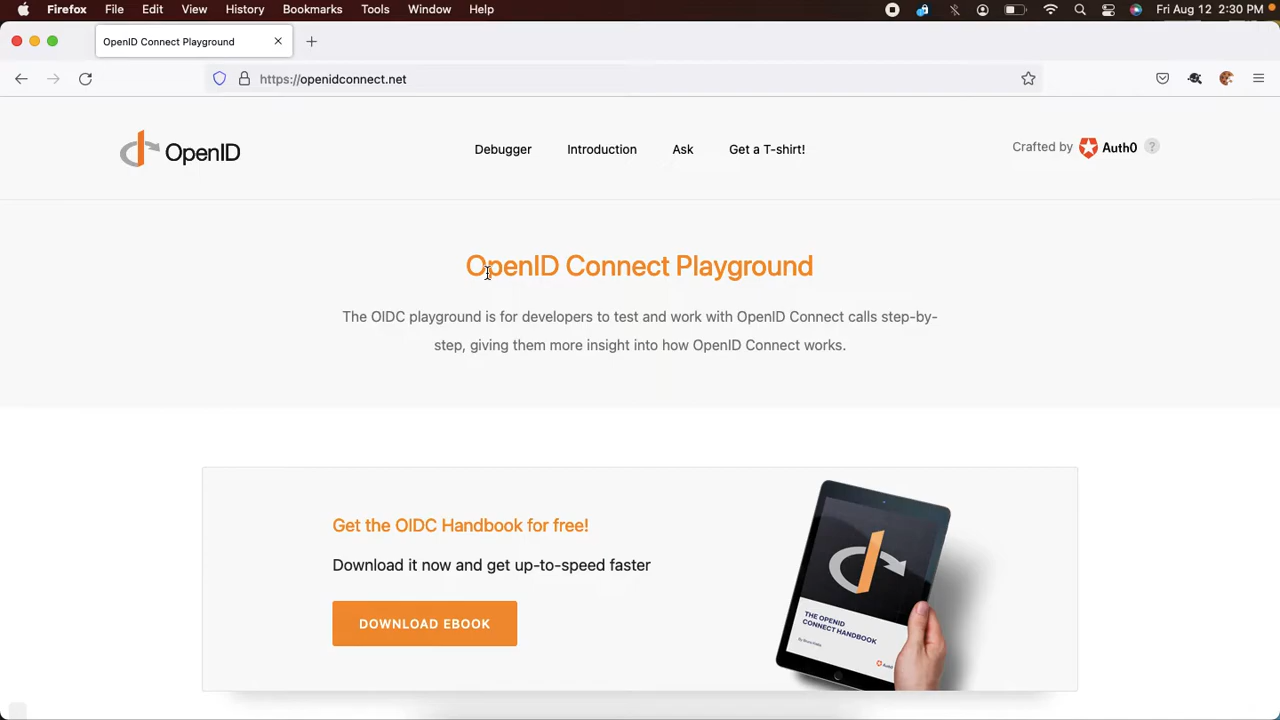 Firefox File Edit View History Bookmarks Tools Window Help Fri Aug 12 2:30 PM
OpenID Connect Playground
https://openidconnect.net
OpenID Debugger Introduction Ask Get a T-shirt! Crafted by Auth0 ?
OpenID Connect Playground
The OIDC playground is for developers to test and work with OpenID Connect calls step-by-
step, giving them more insight into how OpenID Connect works.
Get the OIDC Handbook for free!
Download it now and get up-to-speed faster
DOWNLOAD EBOOK
THE OPENID
CONNECT HANDBOOK
Auth0